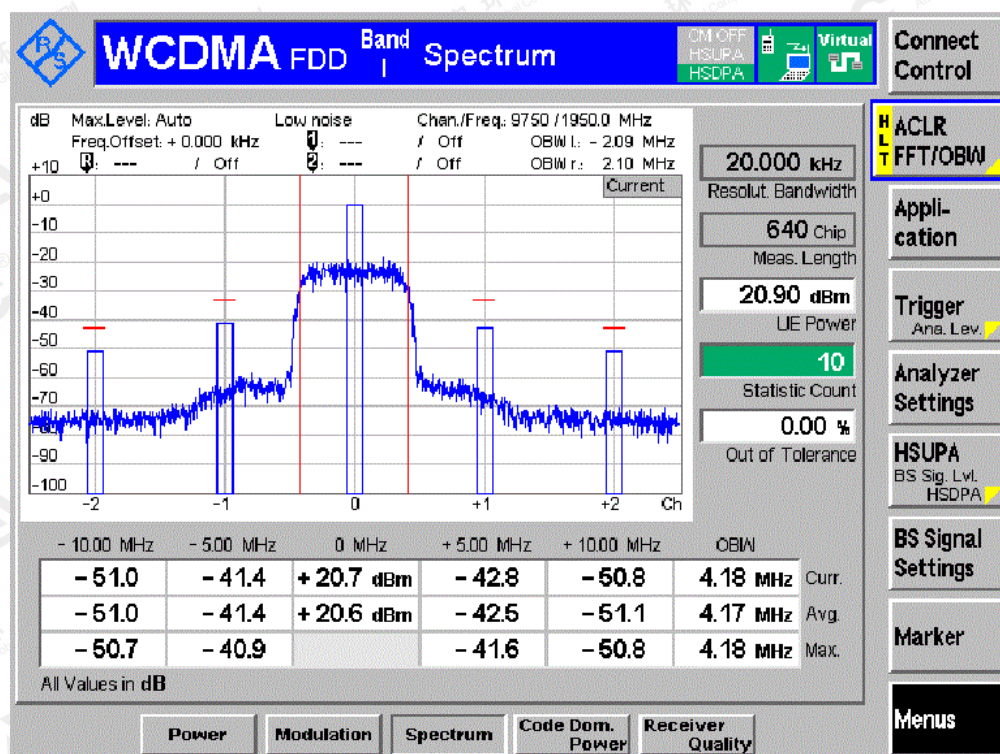 R&S
WCDMA FDD Band I Spectrum
CM OFF
HSUPA
HSDPA
Virtual
Connect Control
dB Max.Level: Auto Low noise Chan./Freq.: 9750 /1950.0 MHz
Freq.Offset: + 0.000 kHz 1: --- / Off OBW l.: - 2.09 MHz
R: --- / Off 2: --- / Off OBW r.: 2.10 MHz
Current
+10
+0
-10
-20
-30
-40
-50
-60
-70
-90
-100
-2 -1 0 +1 +2 Ch
20.000 kHz
Resolut. Bandwidth
640 Chip
Meas. Length
20.90 dBm
UE Power
10
Statistic Count
0.00 %
Out of Tolerance
- 10.00 MHz - 5.00 MHz 0 MHz + 5.00 MHz + 10.00 MHz OBW
- 51.0 - 41.4 + 20.7 dBm - 42.8 - 50.8 4.18 MHz Curr.
- 51.0 - 41.4 + 20.6 dBm - 42.5 - 51.1 4.17 MHz Avg.
- 50.7 - 40.9 - 41.6 - 50.8 4.18 MHz Max.
All Values in dB
HLT
ACLR
FFT/OBW
Appli-
cation
Trigger
Ana. Lev.
Analyzer
Settings
HSUPA
BS Sig. Lvl.
HSDPA
BS Signal
Settings
Marker
Menus
Power
Modulation
Spectrum
Code Dom.
Power
Receiver
Quality